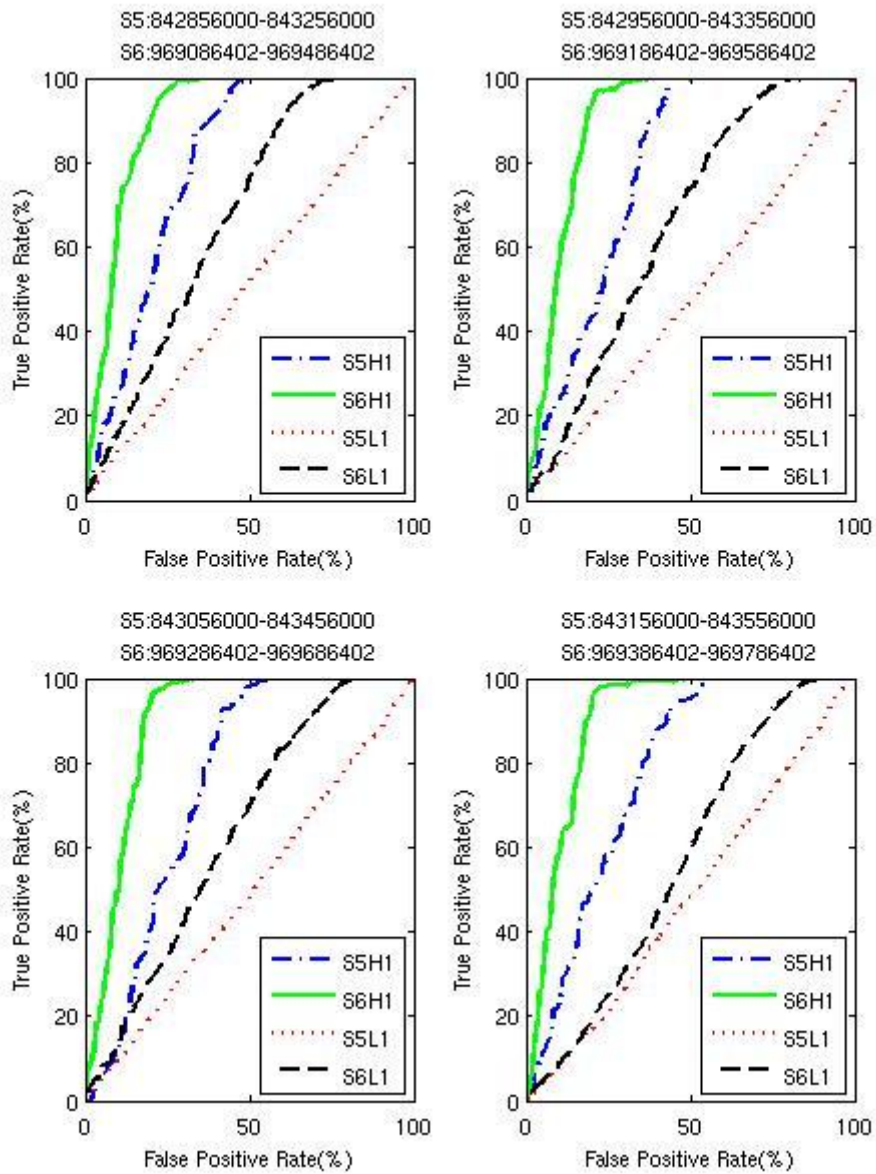 S5:842856000-843256000
S6:969086402-969486402
100
80
60
40
20
0
True Positive Rate(%)
S5H1
S6H1
S5L1
S6L1
0 50 100
False Positive Rate(%)
S5:842956000-843356000
S6:969186402-969586402
100
80
60
40
20
0
True Positive Rate(%)
S5H1
S6H1
S5L1
S6L1
0 50 100
False Positive Rate(%)
S5:843056000-843456000
S6:969286402-969686402
100
80
60
40
20
0
True Positive Rate(%)
S5H1
S6H1
S5L1
S6L1
0 50 100
False Positive Rate(%)
S5:843156000-843556000
S6:969386402-969786402
100
80
60
40
20
0
True Positive Rate(%)
S5H1
S6H1
S5L1
S6L1
0 50 100
False Positive Rate(%)